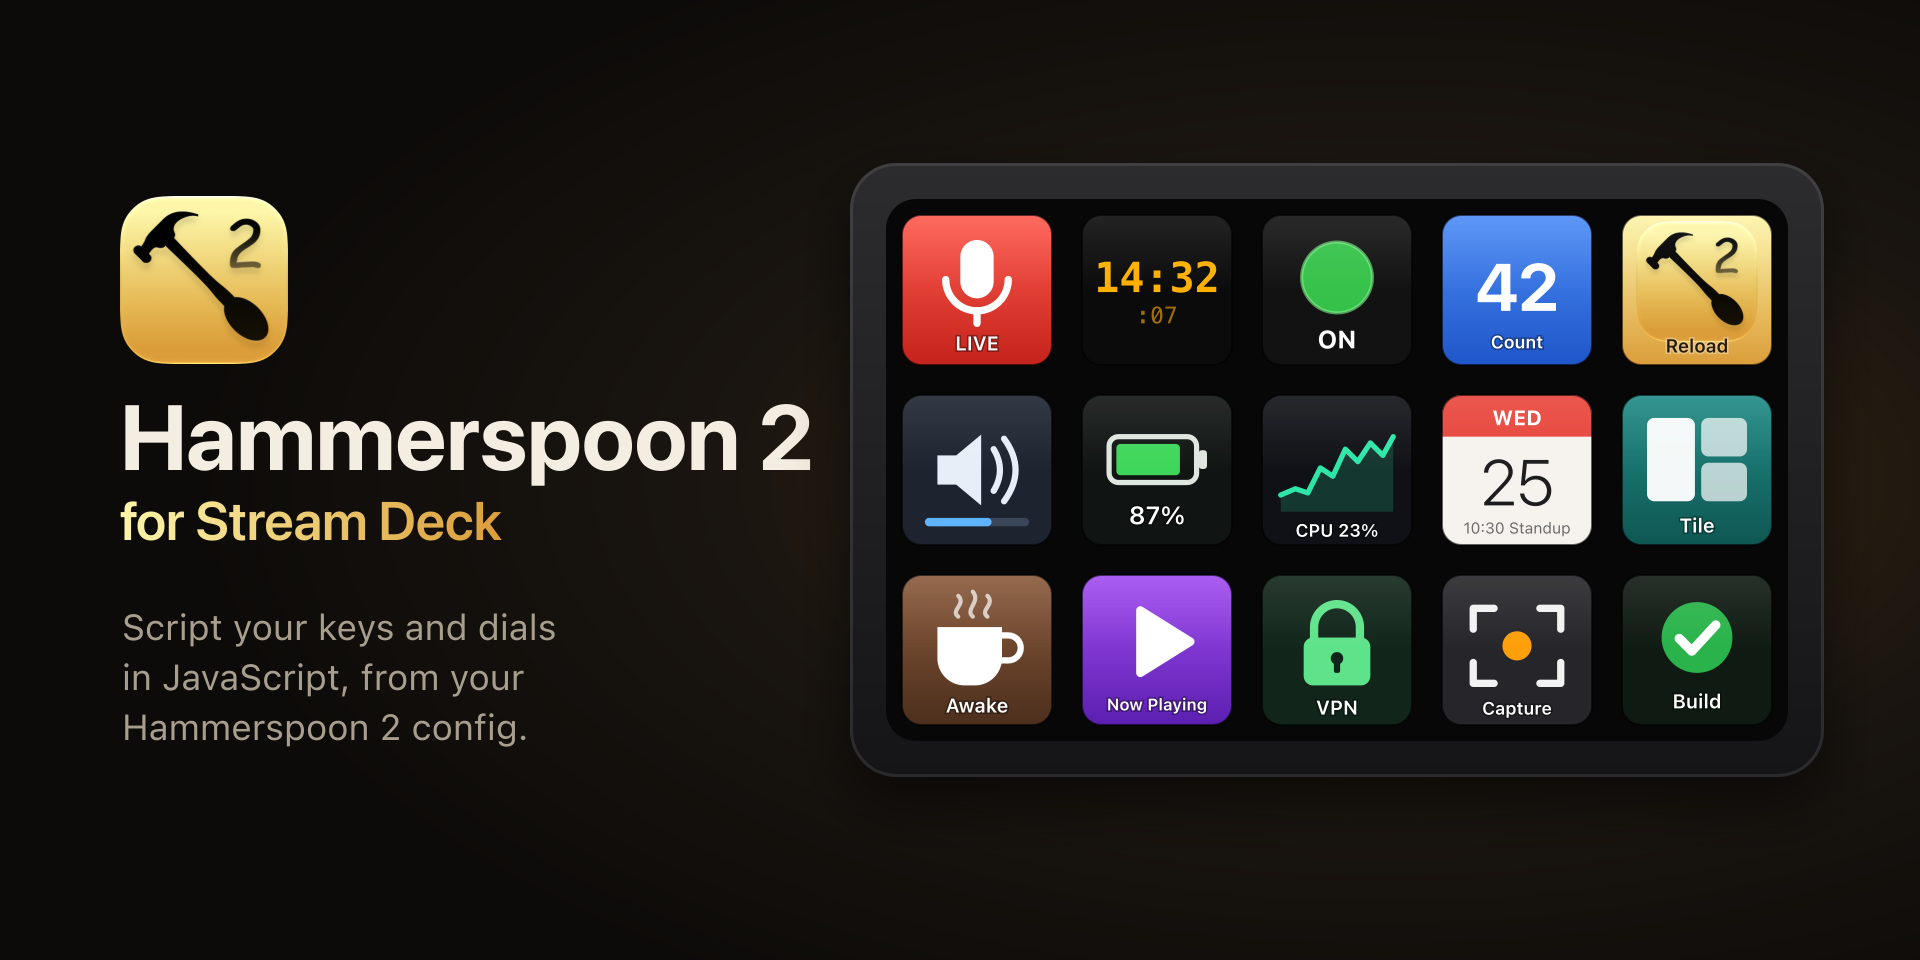 2
Hammerspoon 2
for Stream Deck
Script your keys and dials
in JavaScript, from your
Hammerspoon 2 config.
LIVE
14:32
:07
ON
42
Count
2
Reload
87%
CPU 23%
WED
25
10:30 Standup
Tile
Awake
Now Playing
VPN
Capture
Build